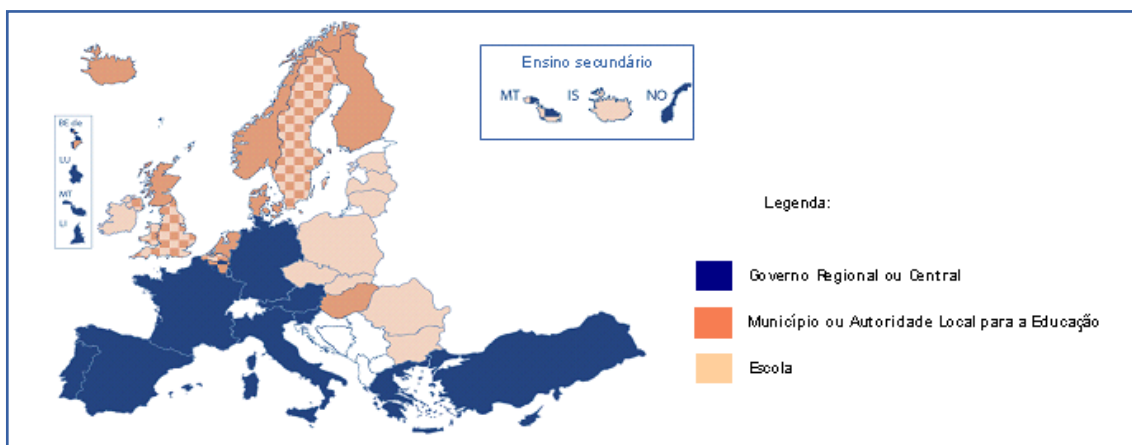 Ensino secundário
MT IS NO
BE de
LU
MT
LI
Legenda:
Governo Regional ou Central
Município ou Autoridade Local para a Educação
Escola